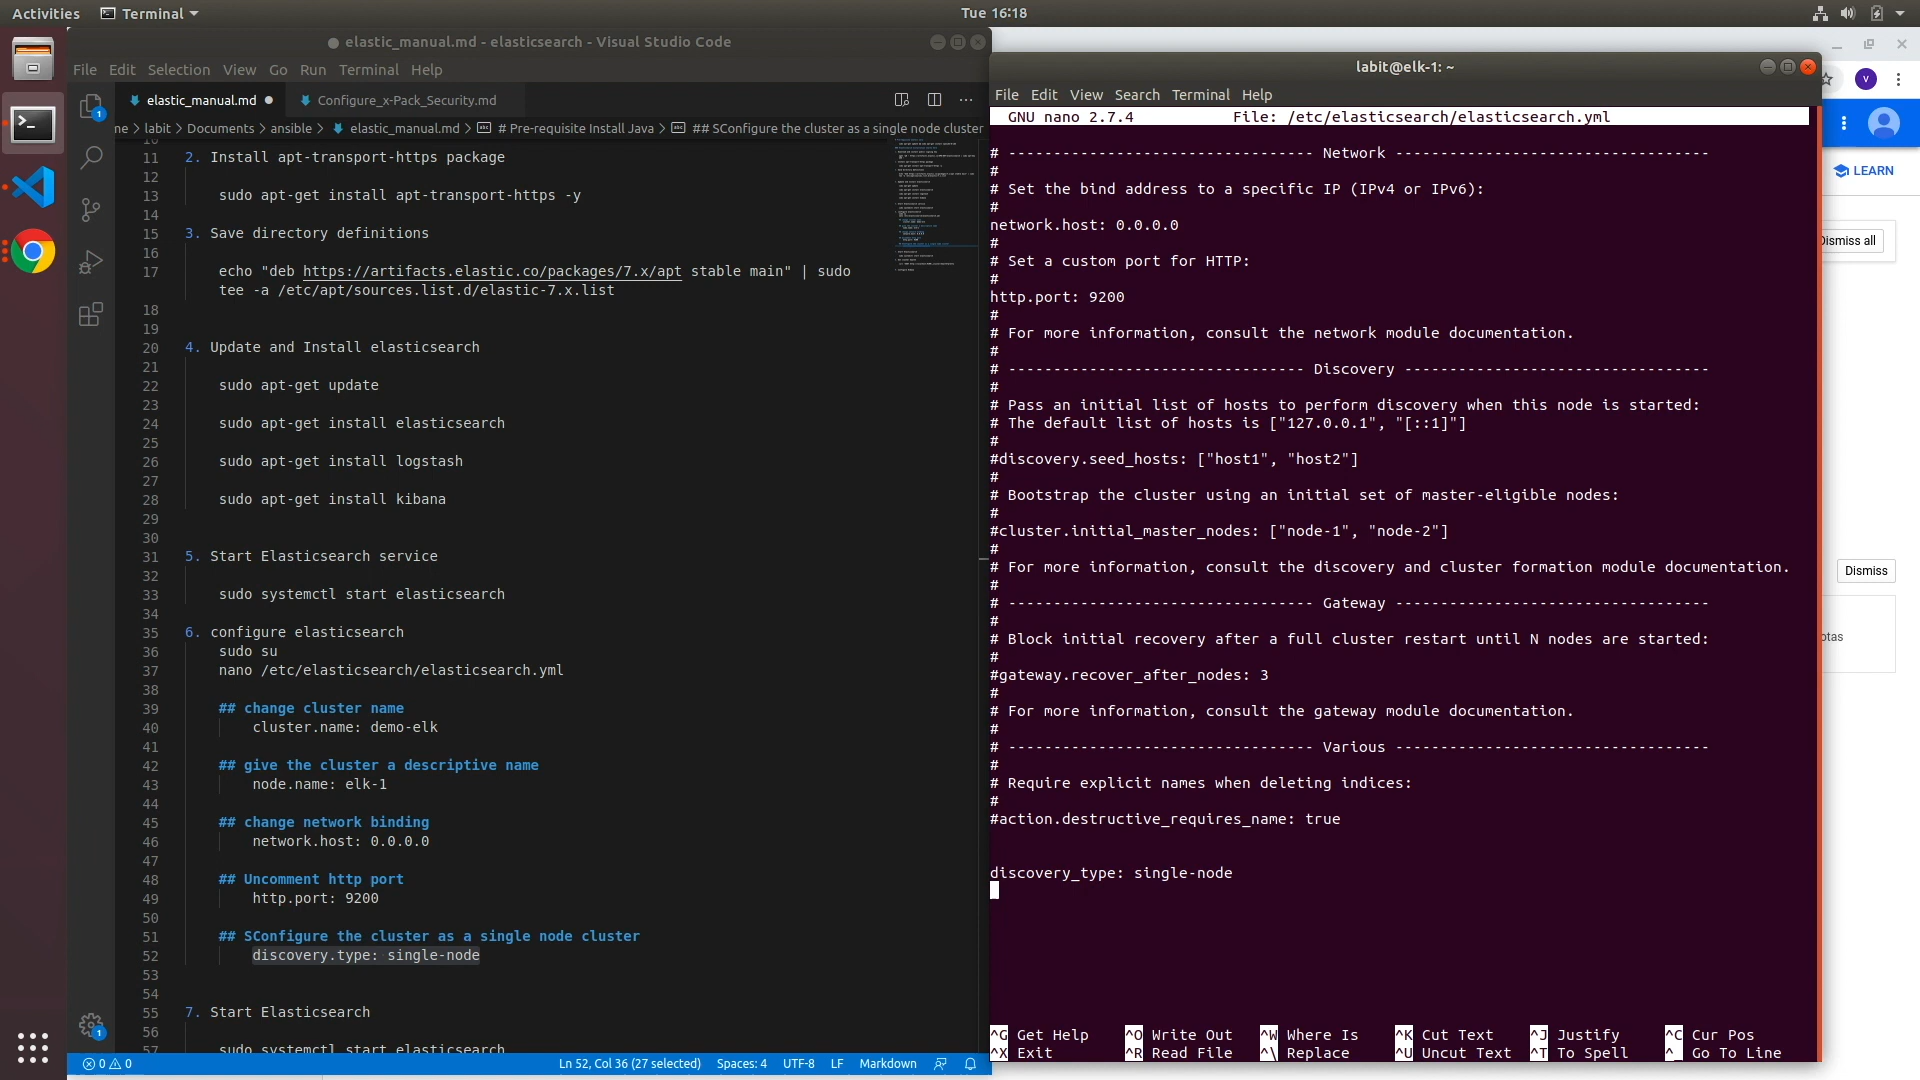 Activities
Terminal
Tue 16:18
elastic_manual.md - elasticsearch - Visual Studio Code
File Edit Selection View Go Run Terminal Help
elastic_manual.md
Configure_x-Pack_Security.md
me > labit > Documents > ansible > elastic_manual.md > # Pre-requisite Install Java > ## SConfigure the cluster as a single node cluster
11 2. Install apt-transport-https package
12
13 sudo apt-get install apt-transport-https -y
14
15 3. Save directory definitions
16
17 echo "deb https://artifacts.elastic.co/packages/7.x/apt stable main" | sudo
tee -a /etc/apt/sources.list.d/elastic-7.x.list
18
19
20 4. Update and Install elasticsearch
21
22 sudo apt-get update
23
24 sudo apt-get install elasticsearch
25
26 sudo apt-get install logstash
27
28 sudo apt-get install kibana
29
30
31 5. Start Elasticsearch service
32
33 sudo systemctl start elasticsearch
34
35 6. configure elasticsearch
36 sudo su
37 nano /etc/elasticsearch/elasticsearch.yml
38
39 ## change cluster name
40 cluster.name: demo-elk
41
42 ## give the cluster a descriptive name
43 node.name: elk-1
44
45 ## change network binding
46 network.host: 0.0.0.0
47
48 ## Uncomment http port
49 http.port: 9200
50
51 ## SConfigure the cluster as a single node cluster
52 discovery.type: single-node
53
54
55 7. Start Elasticsearch
56
57 sudo systemctl start elasticsearch
0 0
Ln 52, Col 36 (27 selected) Spaces: 4 UTF-8 LF Markdown
1
1
labit@elk-1: ~
File Edit View Search Terminal Help
GNU nano 2.7.4 File: /etc/elasticsearch/elasticsearch.yml
# ---------------------------------- Network -----------------------------------
#
# Set the bind address to a specific IP (IPv4 or IPv6):
#
network.host: 0.0.0.0
#
# Set a custom port for HTTP:
#
http.port: 9200
#
# For more information, consult the network module documentation.
#
# --------------------------------- Discovery ----------------------------------
#
# Pass an initial list of hosts to perform discovery when this node is started:
# The default list of hosts is ["127.0.0.1", "[::1]"]
#
#discovery.seed_hosts: ["host1", "host2"]
#
# Bootstrap the cluster using an initial set of master-eligible nodes:
#
#cluster.initial_master_nodes: ["node-1", "node-2"]
#
# For more information, consult the discovery and cluster formation module documentation.
#
# ---------------------------------- Gateway -----------------------------------
#
# Block initial recovery after a full cluster restart until N nodes are started:
#
#gateway.recover_after_nodes: 3
#
# For more information, consult the gateway module documentation.
#
# ---------------------------------- Various -----------------------------------
#
# Require explicit names when deleting indices:
#
#action.destructive_requires_name: true
discovery_type: single-node
^G Get Help ^O Write Out ^W Where Is ^K Cut Text ^J Justify ^C Cur Pos
^X Exit ^R Read File ^\ Replace ^U Uncut Text ^T To Spell ^_ Go To Line
V
LEARN
Dismiss all
Dismiss
otas